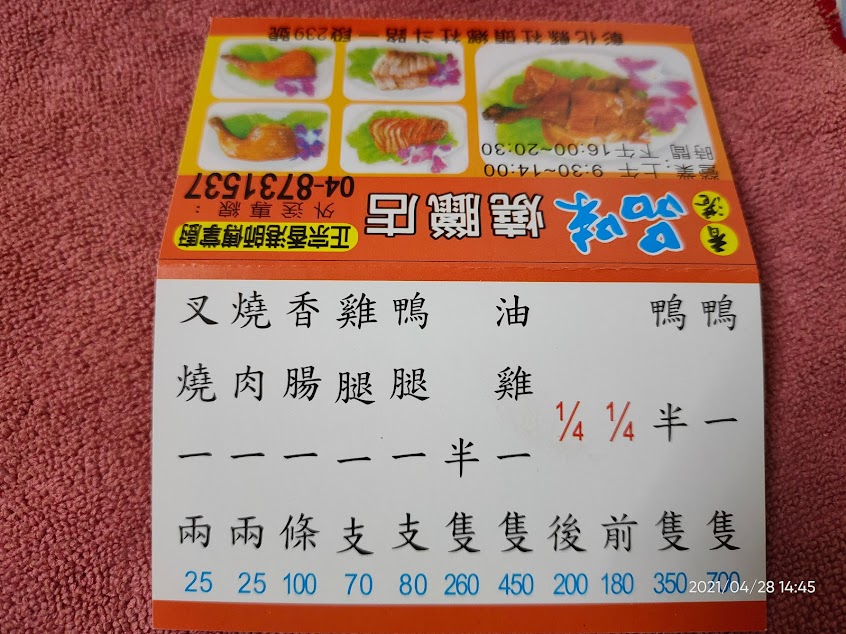 香港
品味
燒臘店
正宗香港師傅掌廚
外送專線：
04-8731537
營業時間
上午 9:30~14:00
下午16:00~20:30
彰化縣社頭鄉社斗路一段239號
鴨一隻 700
鴨半隻 350
1/4前 180
1/4後 200
油雞一隻 450
半隻 260
鴨腿一支 80
雞腿一支 70
香腸一條 100
燒肉一兩 25
叉燒一兩 25
2021/04/28 14:45